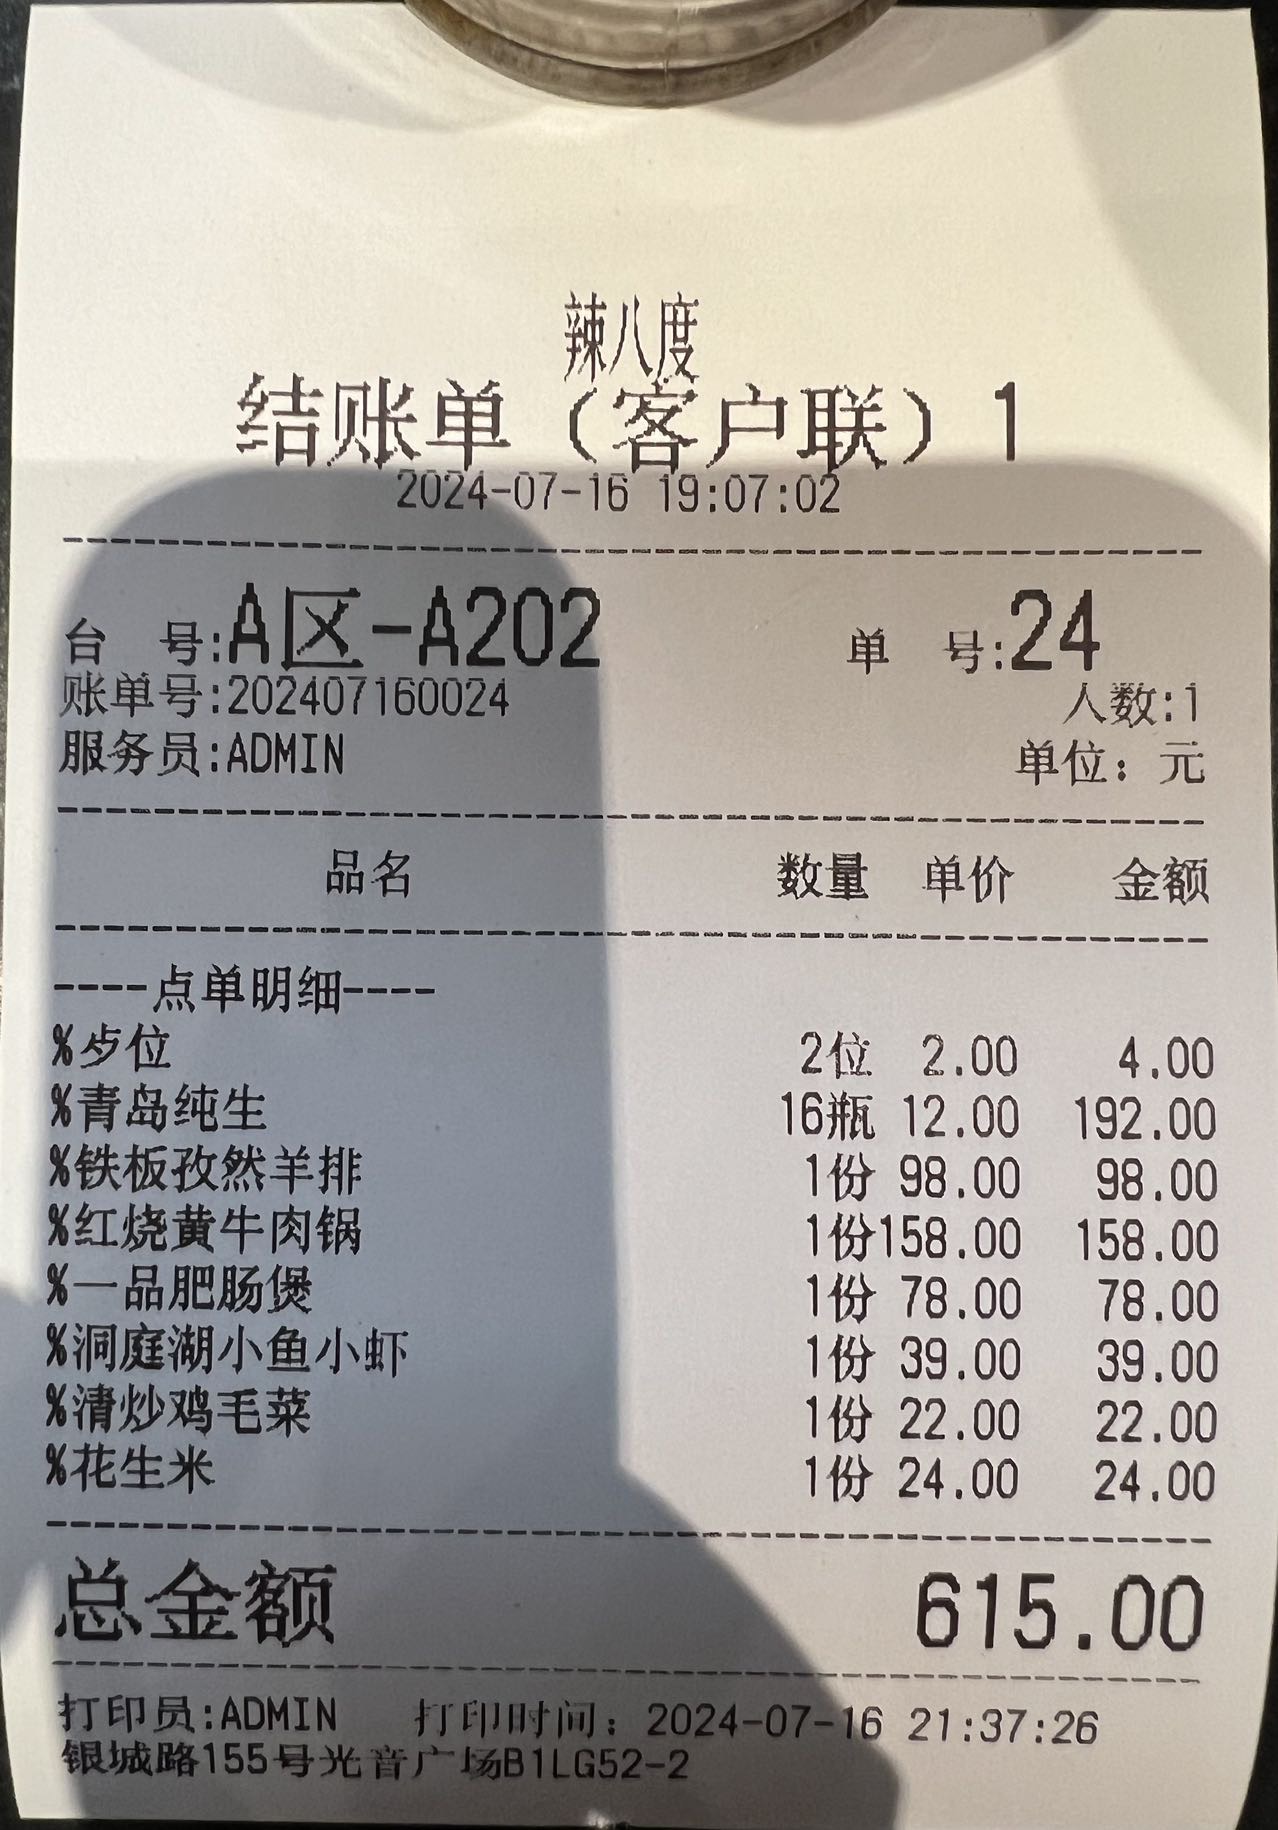 辣八度
结账单（客户联）1
2024-07-16 19:07:02
台 号:A区-A202 单 号:24
账单号:202407160024 人数:1
服务员:ADMIN 单位：元
品名 数量 单价 金额
----点单明细----
%歺位 2位 2.00 4.00
%青岛纯生 16瓶 12.00 192.00
%铁板孜然羊排 1份 98.00 98.00
%红烧黄牛肉锅 1份 158.00 158.00
%一品肥肠煲 1份 78.00 78.00
%洞庭湖小鱼小虾 1份 39.00 39.00
%清炒鸡毛菜 1份 22.00 22.00
%花生米 1份 24.00 24.00
总金额 615.00
打印员:ADMIN 打印时间：2024-07-16 21:37:26
银城路155号光音广场B1LG52-2